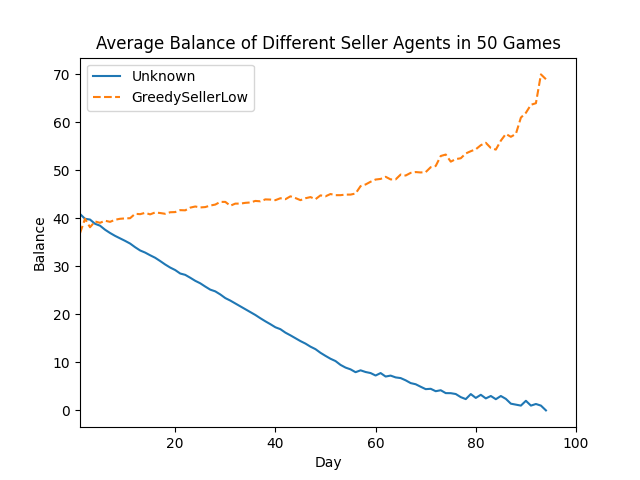 Average Balance of Different Seller Agents in 50 Games
Unknown
GreedySellerLow
Balance
70
60
50
40
30
20
10
0
20 40 60 80 100
Day